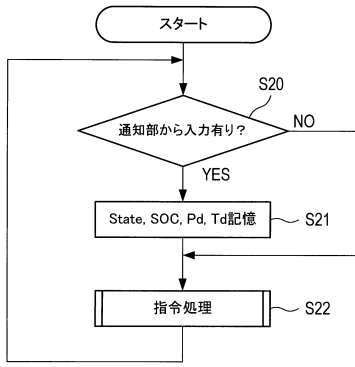 スタート
S20
通知部から入力有り?
NO
YES
State, SOC, Pd, Td記憶
S21
指令処理
S22